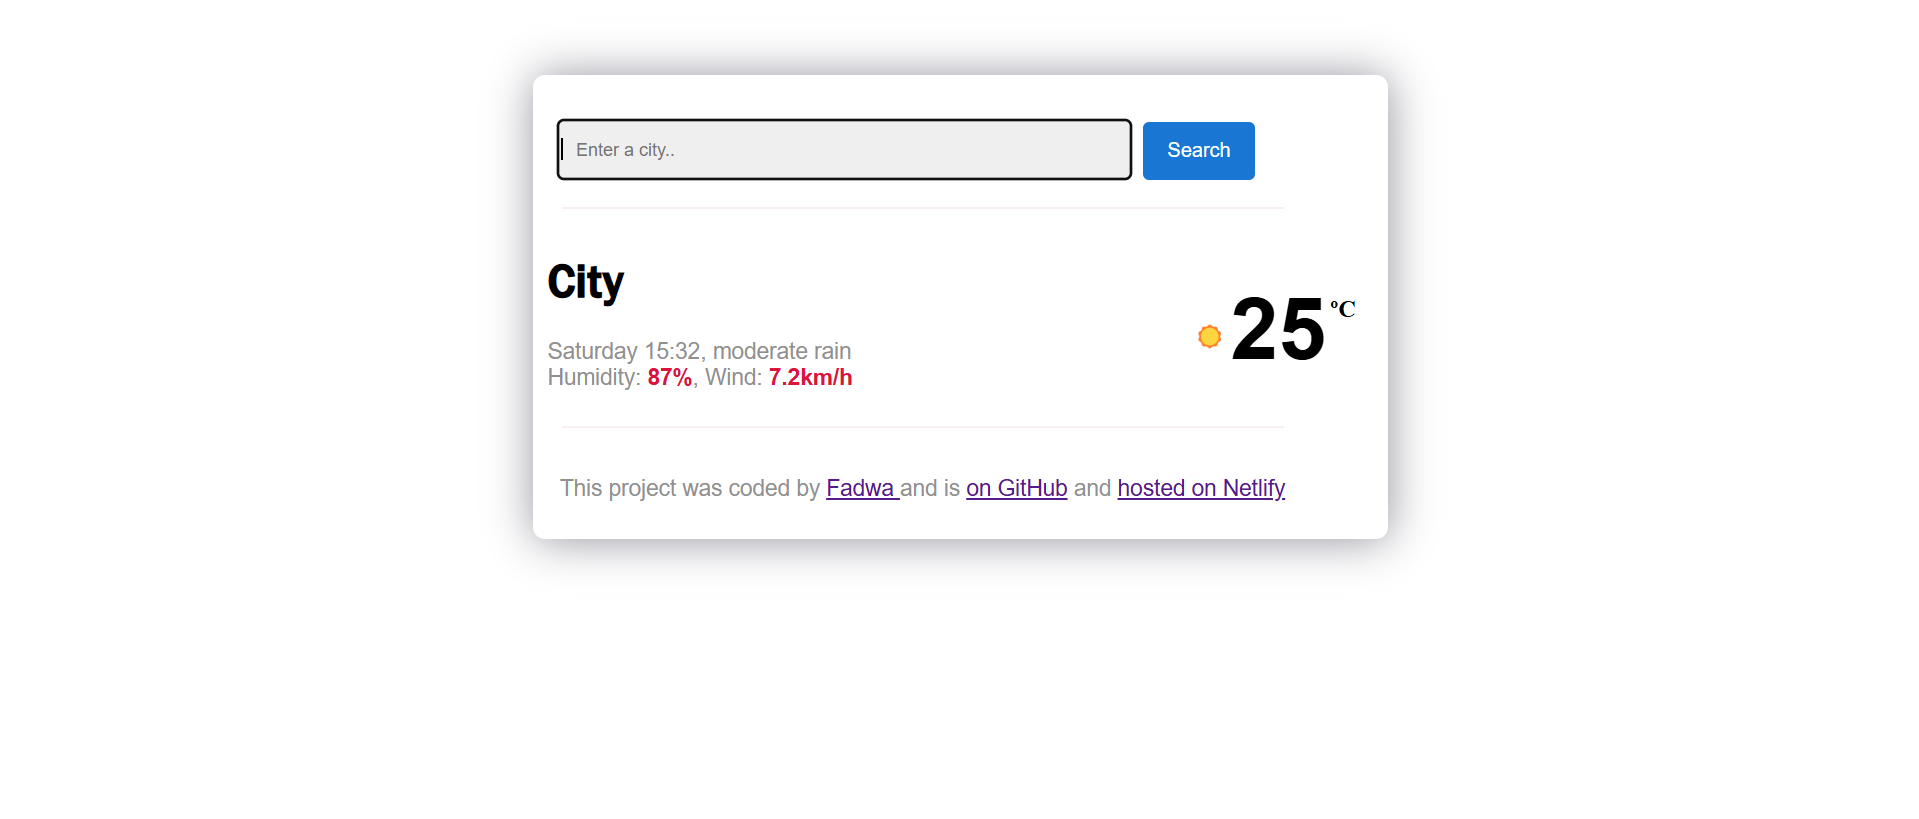 Enter a city..
Search
City
25 °C
Saturday 15:32, moderate rain
Humidity: 87%, Wind: 7.2km/h
This project was coded by Fadwa and is on GitHub and hosted on Netlify